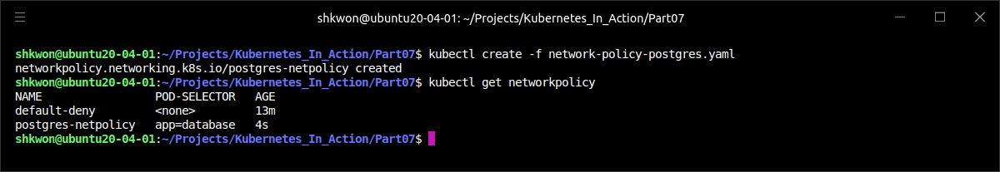 shkwon@ubuntu20-04-01: ~/Projects/Kubernetes_In_Action/Part07
shkwon@ubuntu20-04-01:~/Projects/Kubernetes_In_Action/Part07$ kubectl create -f network-policy-postgres.yaml
networkpolicy.networking.k8s.io/postgres-netpolicy created
shkwon@ubuntu20-04-01:~/Projects/Kubernetes_In_Action/Part07$ kubectl get networkpolicy
NAME                 POD-SELECTOR   AGE
default-deny         <none>         13m
postgres-netpolicy   app=database   4s
shkwon@ubuntu20-04-01:~/Projects/Kubernetes_In_Action/Part07$